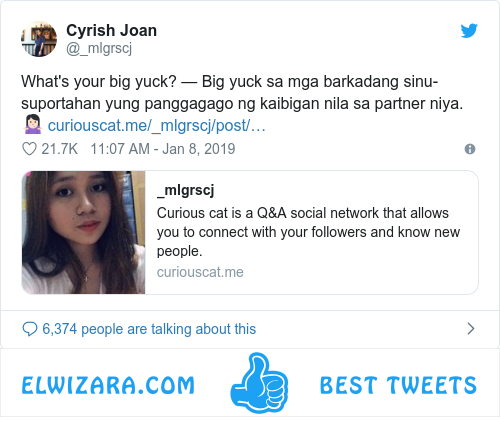 Cyrish Joan
@_mlgrscj
What's your big yuck? — Big yuck sa mga barkadang sinu-
suportahan yung panggagago ng kaibigan nila sa partner niya.
🤷🏻‍♀️ curiouscat.me/_mlgrscj/post/…
21.7K 11:07 AM - Jan 8, 2019
_mlgrscj
Curious cat is a Q&A social network that allows
you to connect with your followers and know new
people.
curiouscat.me
6,374 people are talking about this
ELWIZARA.COM BEST TWEETS